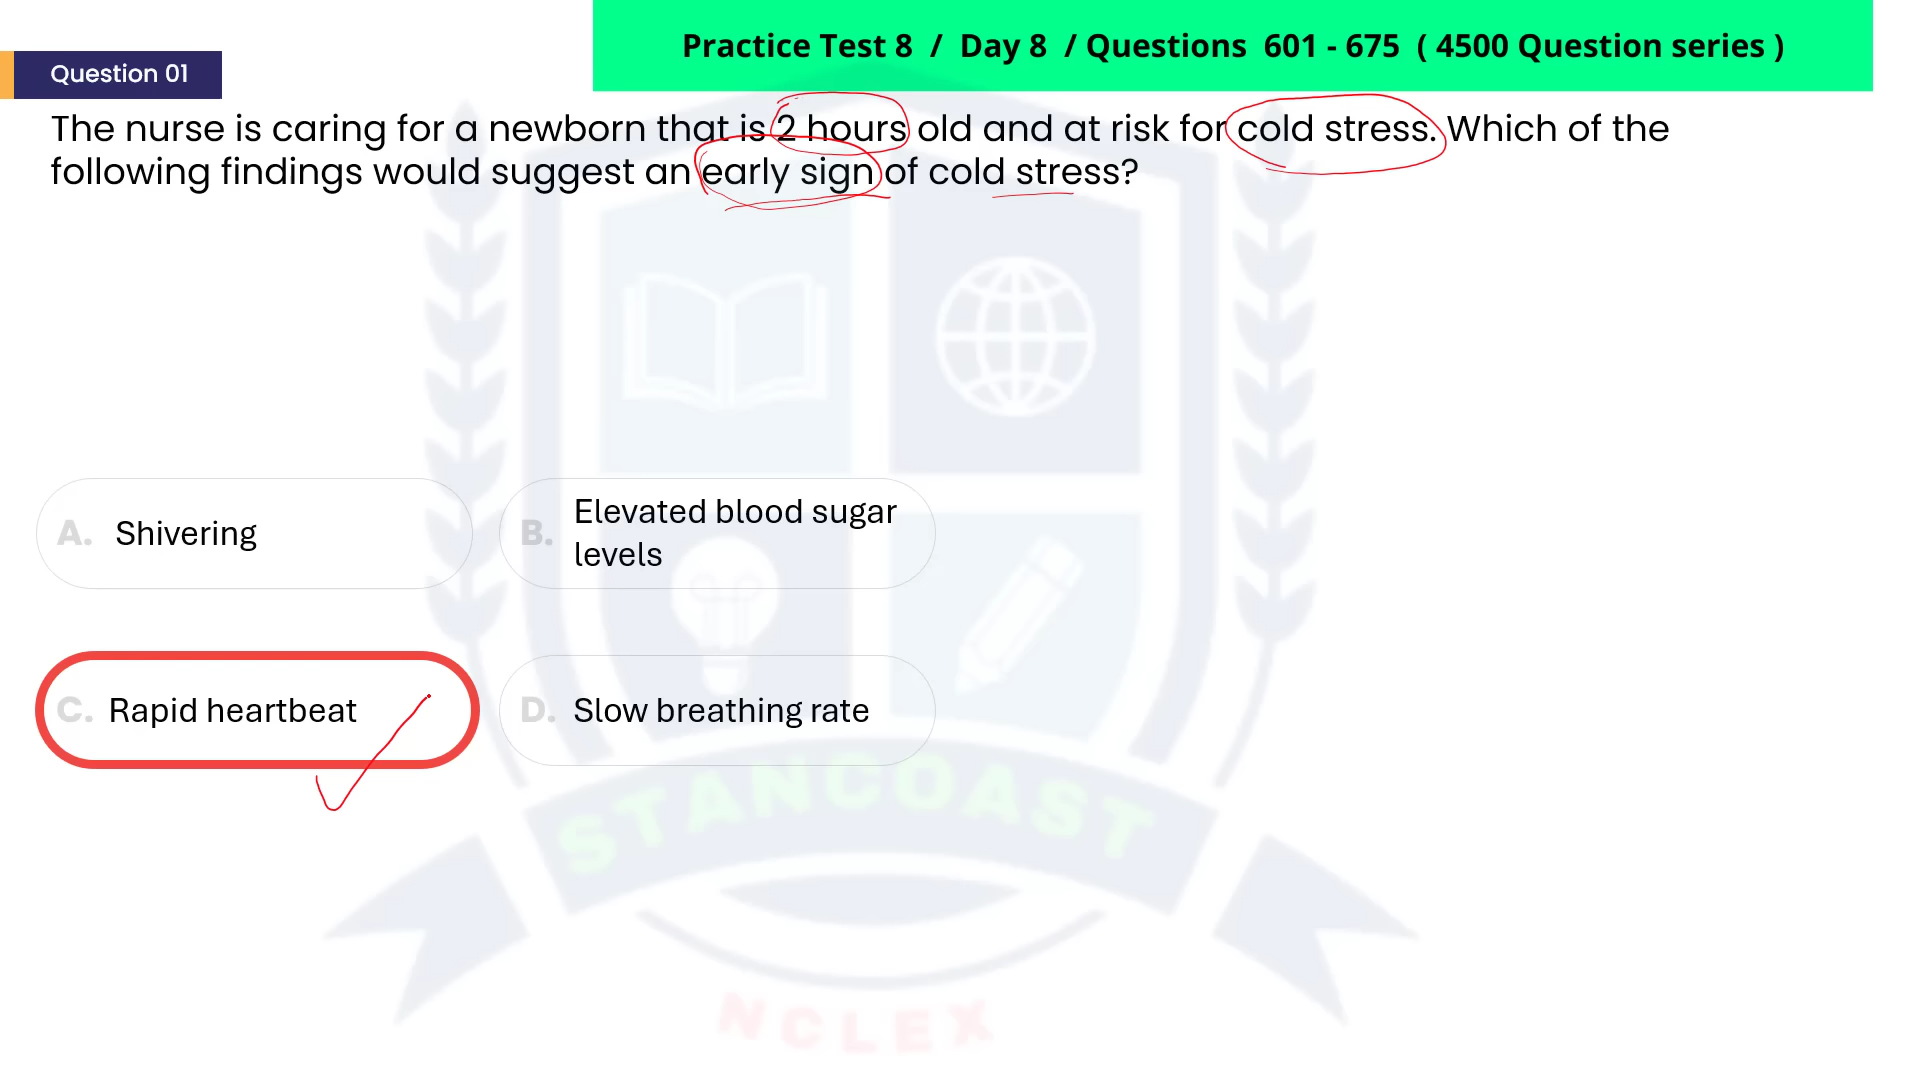 Practice Test 8 / Day 8 / Questions 601 - 675 ( 4500 Question series )
Question 01
The nurse is caring for a newborn that is 2 hours old and at risk for cold stress. Which of the
following findings would suggest an early sign of cold stress?
A. Shivering
B. Elevated blood sugar
levels
C. Rapid heartbeat
D. Slow breathing rate
STANCOAST
NCLEX